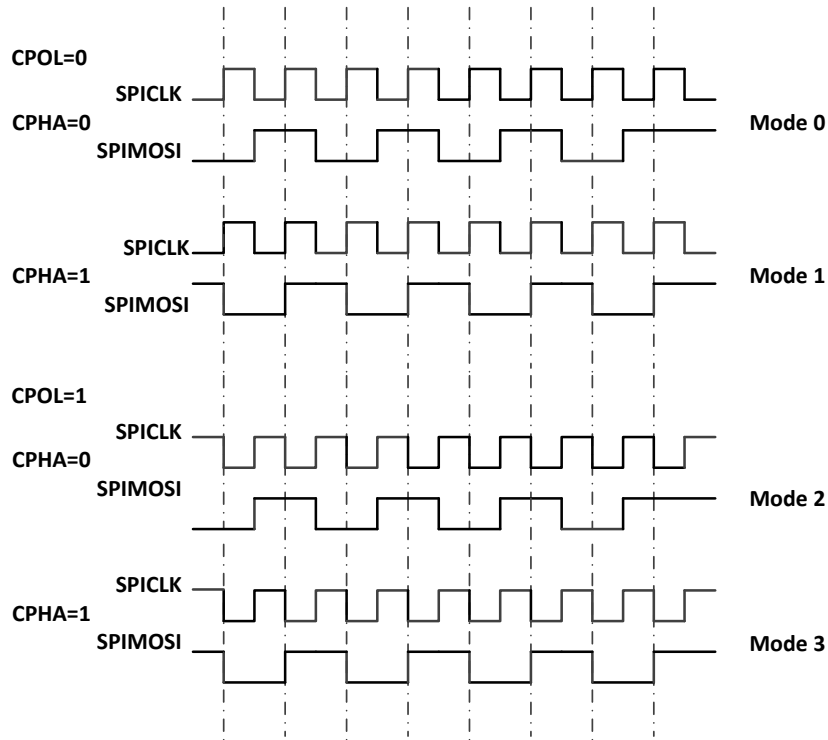 CPOL=0
SPICLK
CPHA=0
Mode 0
SPIMOSI
SPICLK
CPHA=1
Mode 1
SPIMOSI
CPOL=1
SPICLK
CPHA=0
SPIMOSI
Mode 2
SPICLK
CPHA=1
SPIMOSI
Mode 3